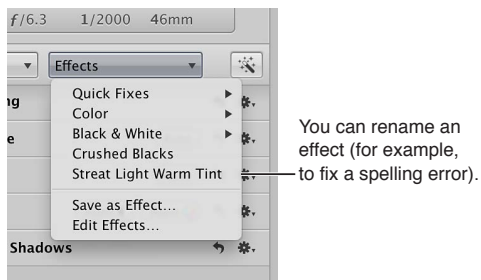 ƒ/6.3 1/2000 46mm
Effects
ng
Quick Fixes
Color
e
Black & White
Crushed Blacks
Streat Light Warm Tint
Save as Effect...
Edit Effects...
Shadows
You can rename an
effect (for example,
to fix a spelling error).